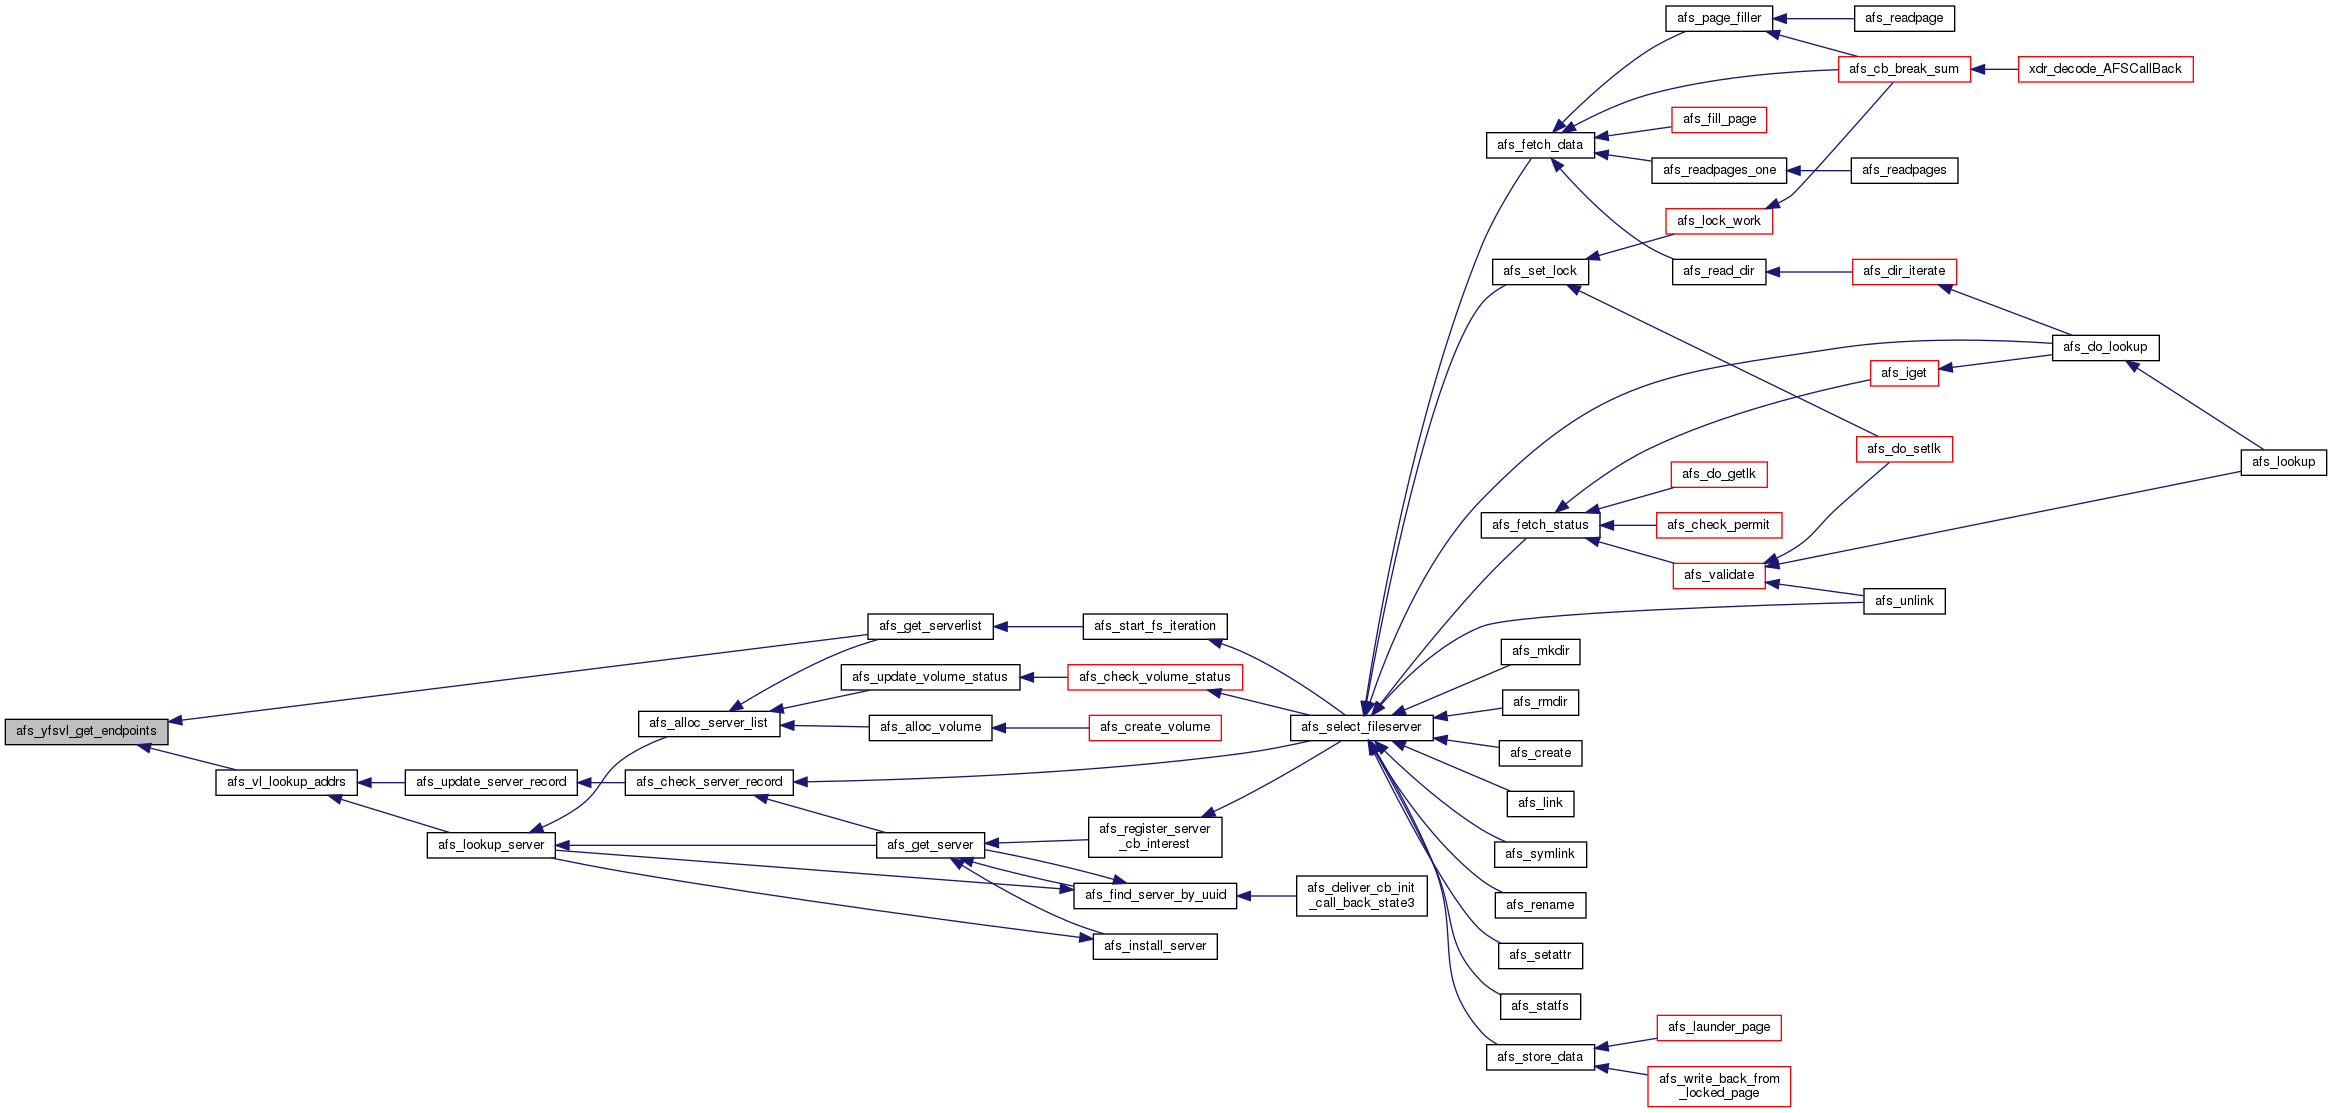 afs_page_filler
afs_readpage
afs_cb_break_sum
xdr_decode_AFSCallBack
afs_fill_page
afs_fetch_data
afs_readpages_one
afs_readpages
afs_lock_work
afs_set_lock
afs_read_dir
afs_dir_iterate
afs_do_lookup
afs_iget
afs_do_setlk
afs_lookup
afs_do_getlk
afs_fetch_status
afs_check_permit
afs_validate
afs_unlink
afs_get_serverlist
afs_start_fs_iteration
afs_mkdir
afs_update_volume_status
afs_check_volume_status
afs_rmdir
afs_yfsvl_get_endpoints
afs_alloc_server_list
afs_alloc_volume
afs_create_volume
afs_select_fileserver
afs_create
afs_vl_lookup_addrs
afs_update_server_record
afs_check_server_record
afs_link
afs_register_server
_cb_interest
afs_lookup_server
afs_get_server
afs_symlink
afs_find_server_by_uuid
afs_deliver_cb_init
_call_back_state3
afs_rename
afs_install_server
afs_setattr
afs_statfs
afs_launder_page
afs_store_data
afs_write_back_from
_locked_page